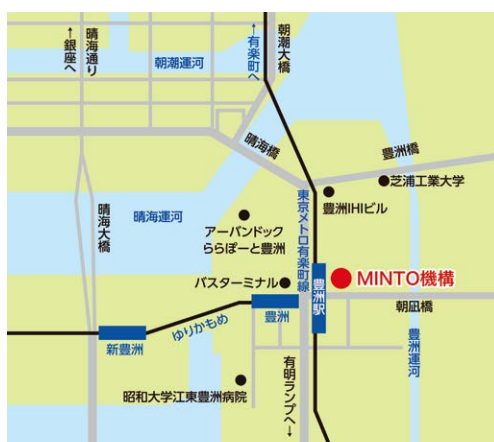 ←銀座へ
晴海通り
朝潮運河
←有楽町へ
朝潮大橋
晴海橋
豊洲橋
芝浦工業大学
豊洲IHIビル
晴海大橋
晴海運河
アーバンドック
ららぽーと豊洲
東京メトロ有楽町線
MINTO機構
バスターミナル
豊洲駅
朝凪橋
豊洲
ゆりかもめ
新豊洲
豊洲運河
昭和大学江東豊洲病院
有明ランプへ→